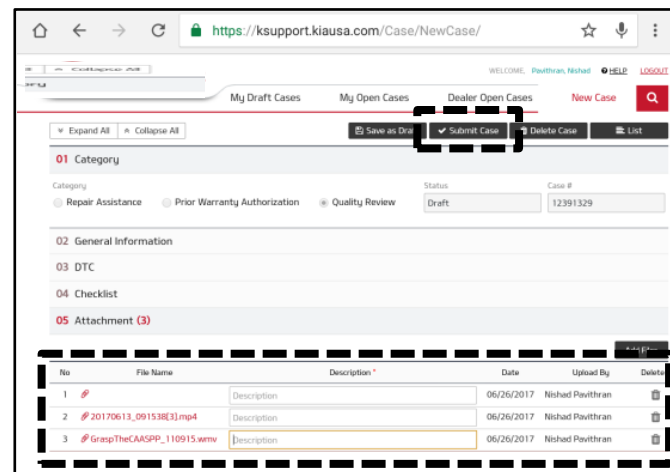 https://ksupport.kiausa.com/Case/NewCase/
Collapse All
WELCOME, Pavithran, Nishad HELP LOGOUT
My Draft Cases My Open Cases Dealer Open Cases New Case
Expand All Collapse All Save as Submit Case Delete Case List
01 Category
Category Status Case #
Repair Assistance Prior Warranty Authorization Quality Review Draft 12391329
02 General Information
03 DTC
04 Checklist
05 Attachment (3)
Add Files
No File Name Description * Date Upload By Delete
1 Description 06/26/2017 Nishad Pavithran
2 20170613_091538[3].mp4 Description 06/26/2017 Nishad Pavithran
3 GraspTheCAASPP_110915.wmv Description 06/26/2017 Nishad Pavithran